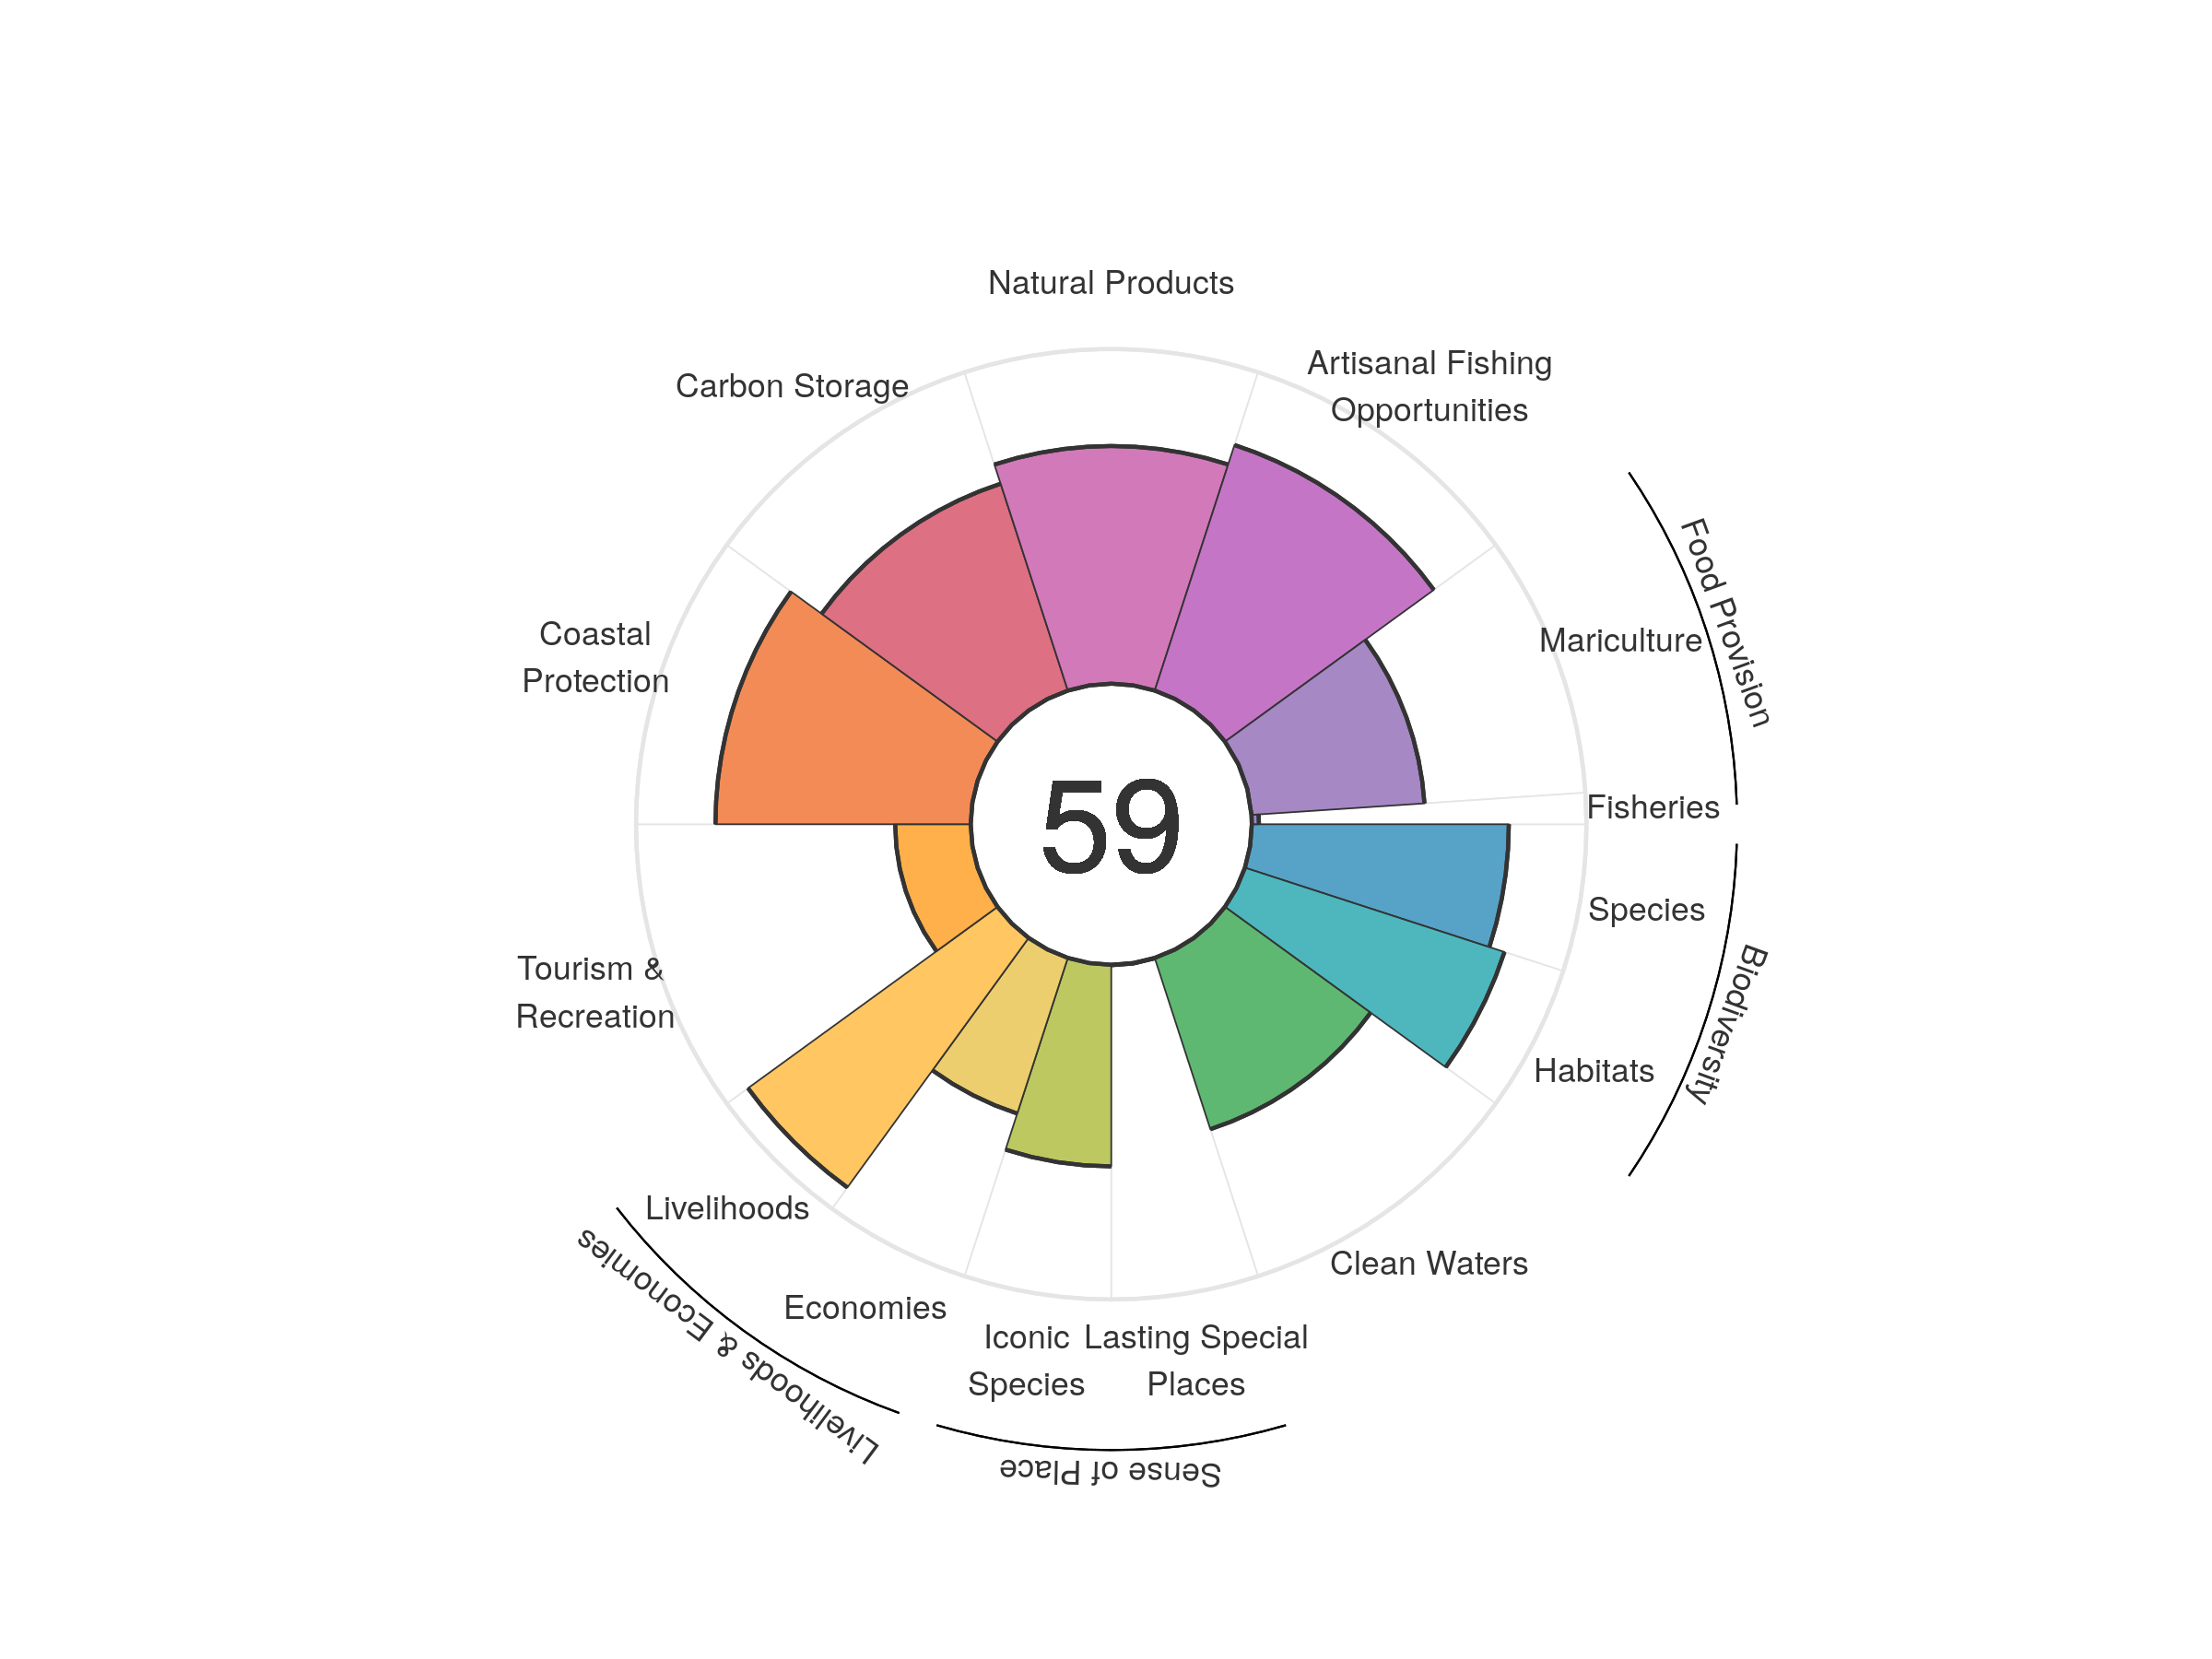 Natural Products
Artisanal Fishing
Opportunities
Carbon Storage
Food Provision
Coastal
Protection
Mariculture
59
Fisheries
Species
Biodiversity
Tourism &
Recreation
Habitats
Livelihoods
Clean Waters
Livelihoods & Economies
Economies
Iconic
Species
Lasting Special
Places
Sense of Place